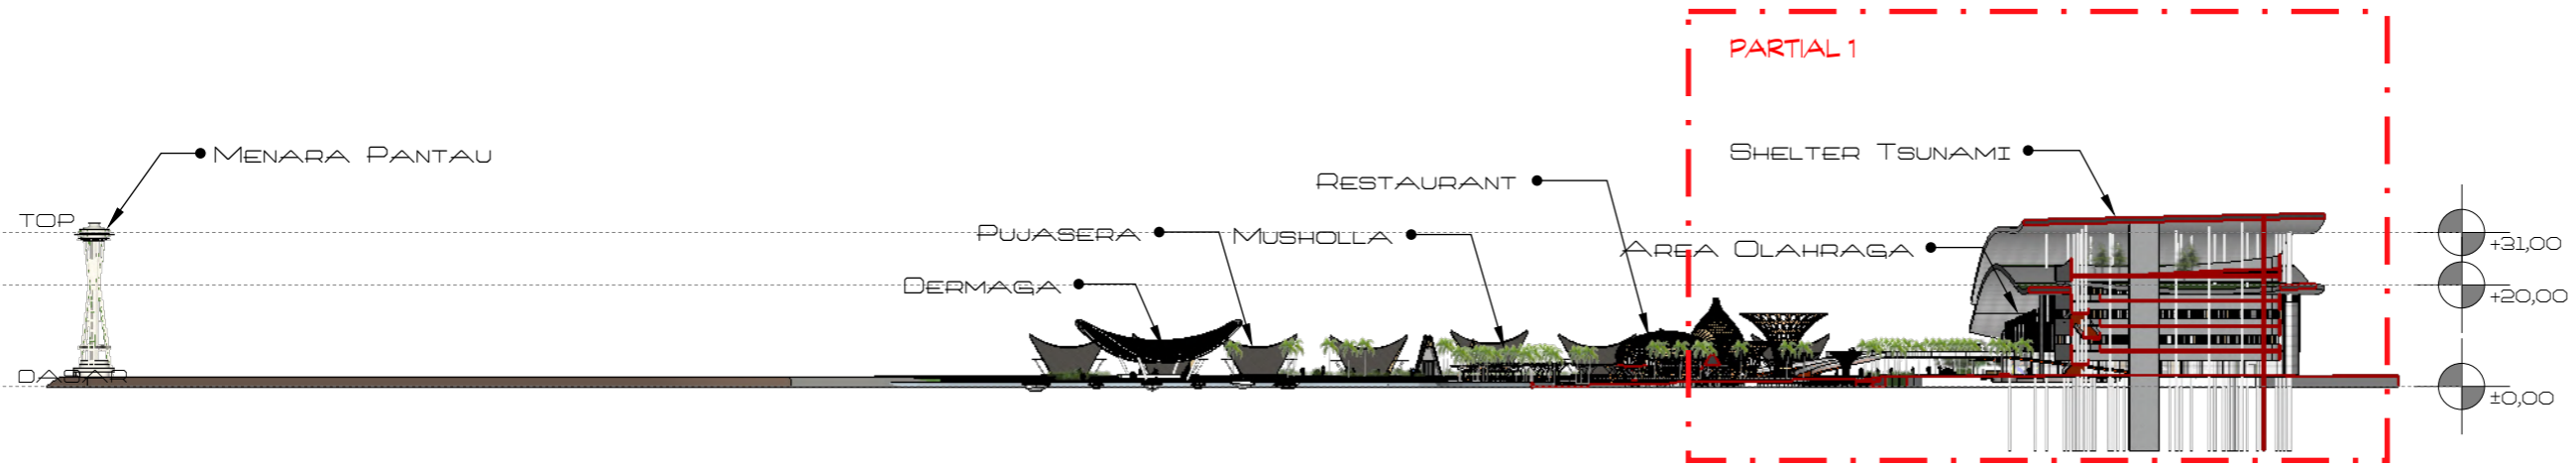 PARTIAL 1
MENARA PANTAU
SHELTER TSUNAMI
RESTAURANT
TOP
PUJASERA
MUSHOLLA
AREA OLAHRAGA
+31,00
DERMAGA
+20,00
DASAR
±0,00